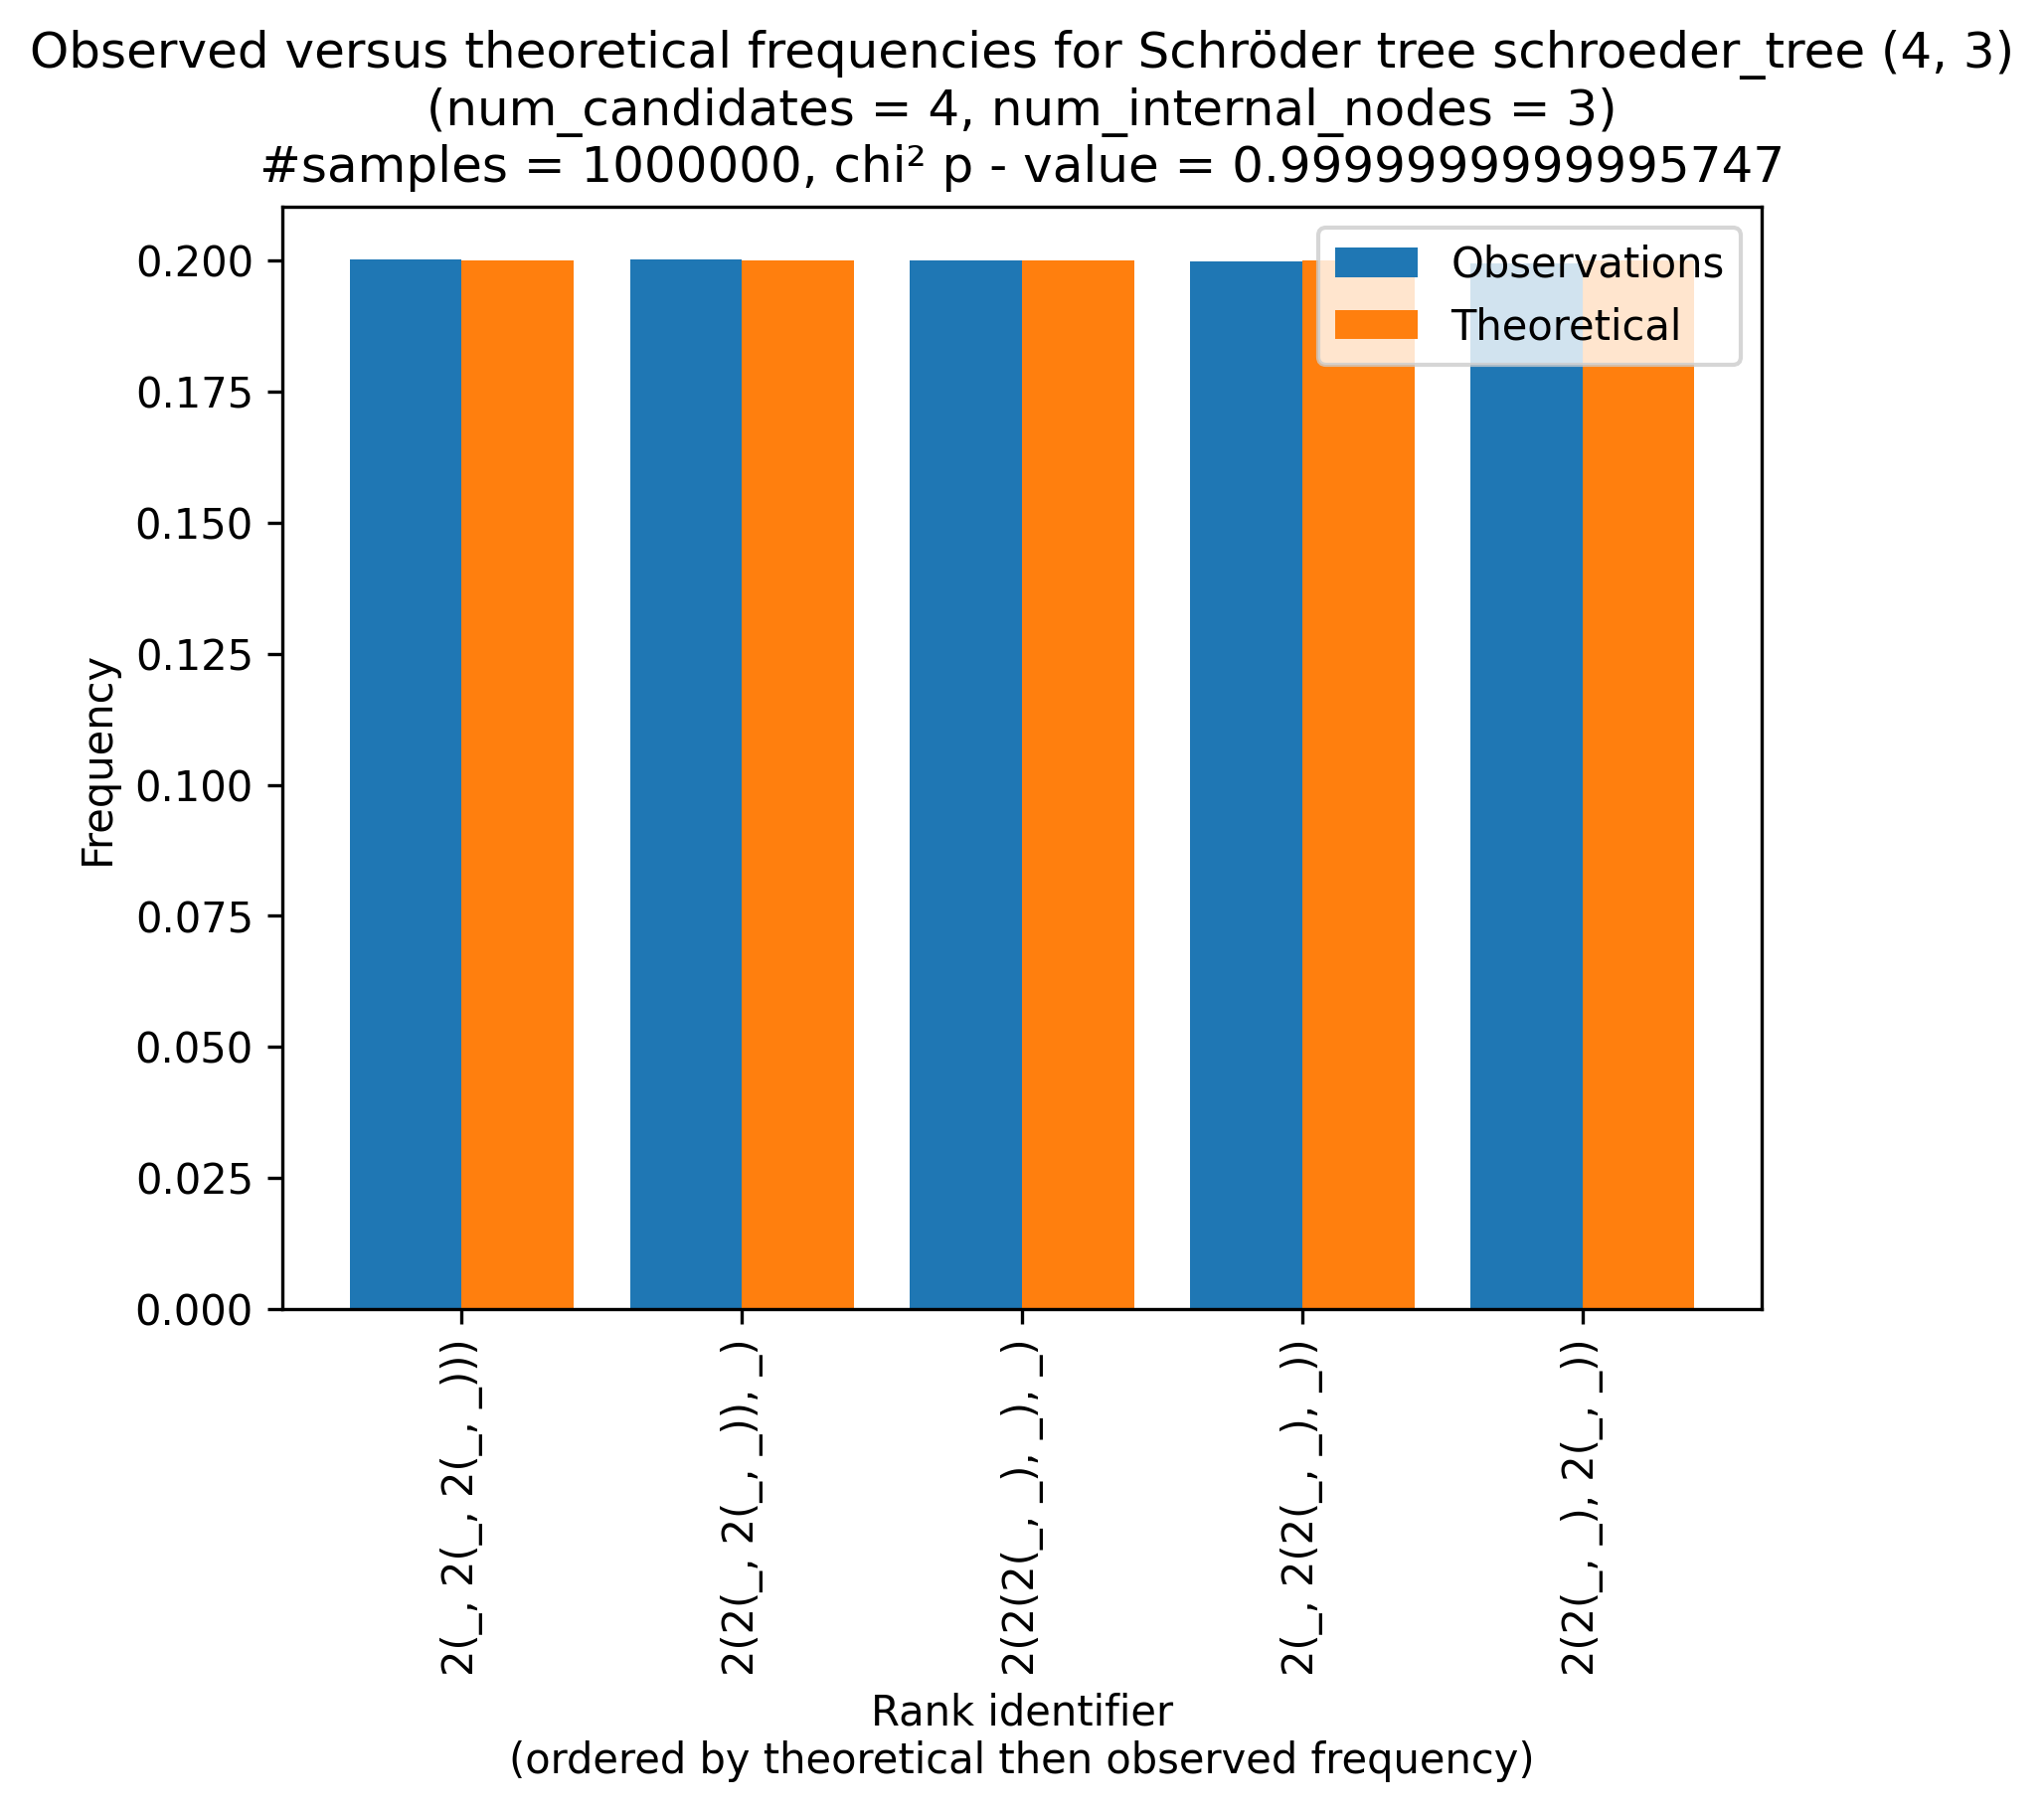 Observed versus theoretical frequencies for Schröder tree schroeder_tree (4, 3)
(num_candidates = 4, num_internal_nodes = 3)
#samples = 1000000, chi² p - value = 0.9999999999995747
Observations
Theoretical
Frequency
0.200
0.175
0.150
0.125
0.100
0.075
0.050
0.025
0.000
2(_, 2(_, 2(_, _)))
2(2(_, 2(_, _)), _)
2(2(2(_, _), _), _)
2(_, 2(2(_, _), _))
2(2(_, _), 2(_, _))
Rank identifier
(ordered by theoretical then observed frequency)